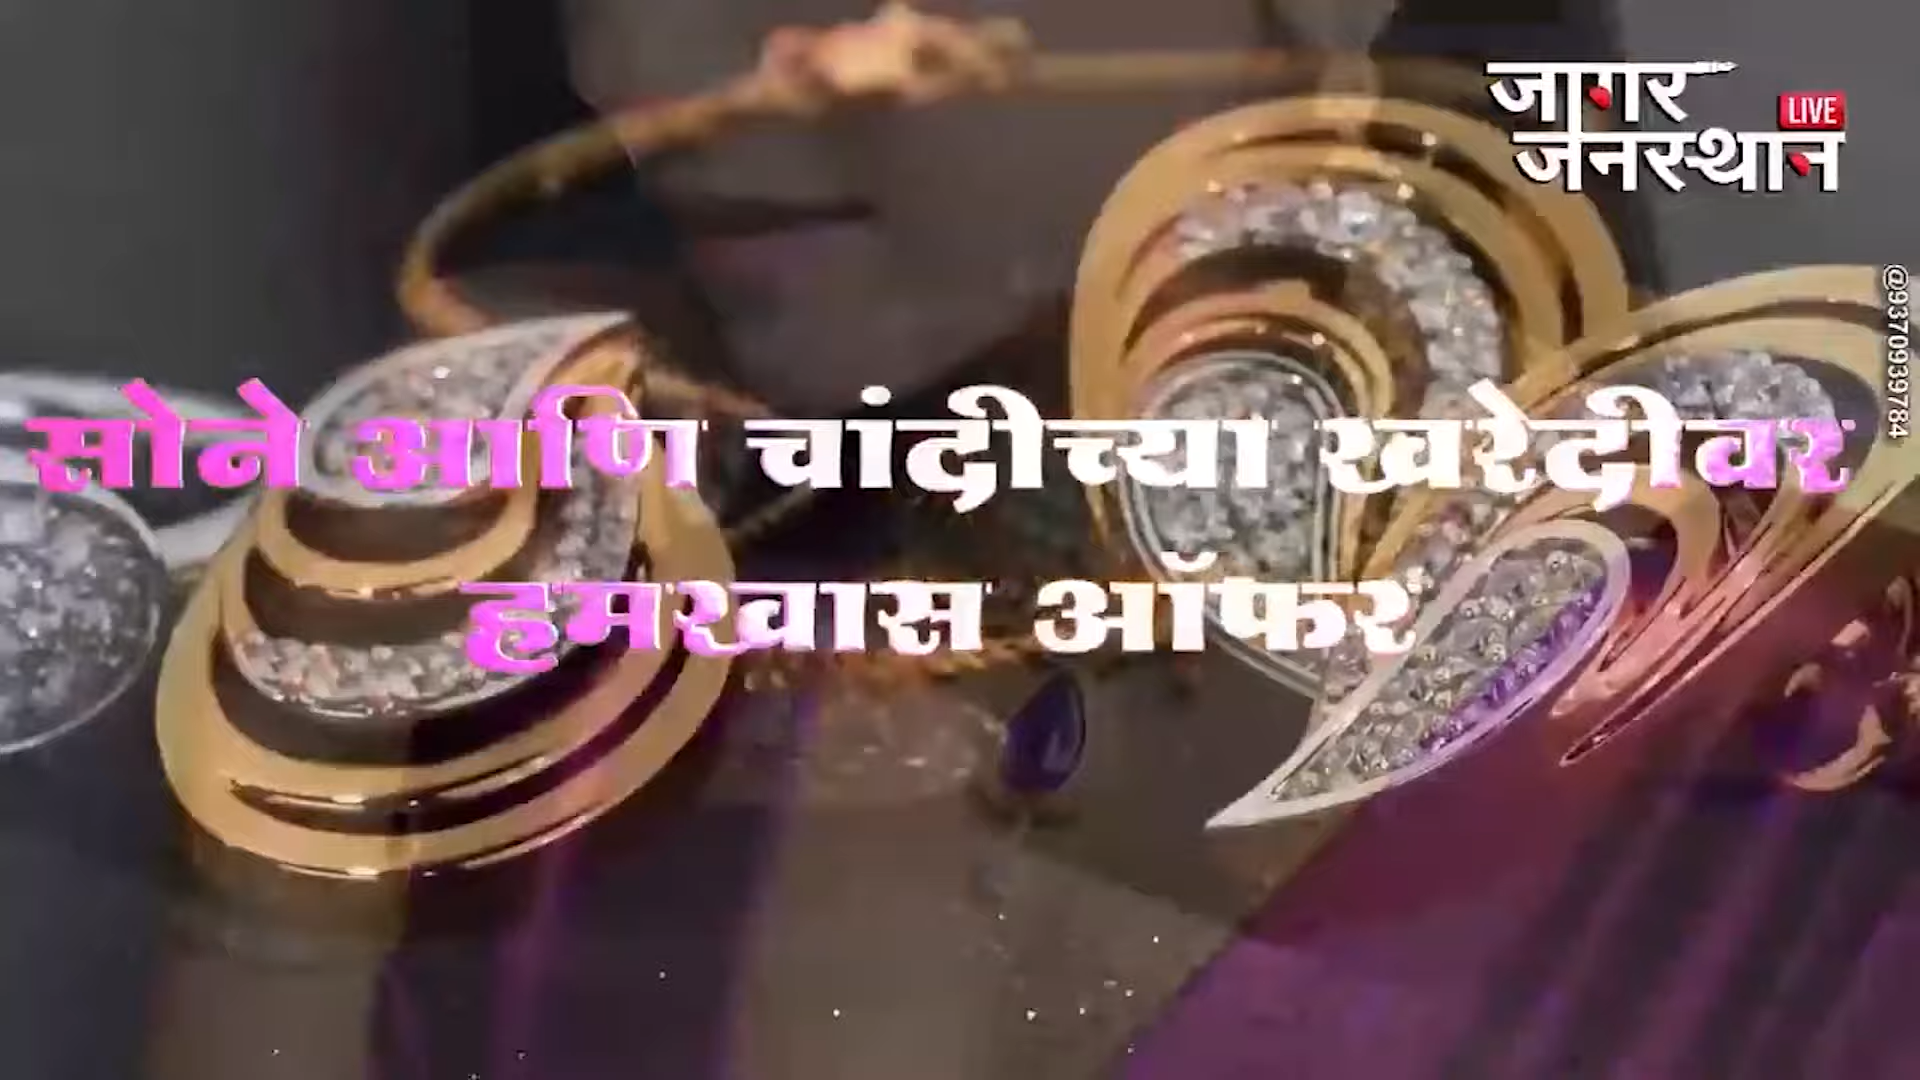 जागर
LIVE
जनस्थान
@9370939784
सोने आणि चांदीच्या खरेदीवर
हमखास ऑफर